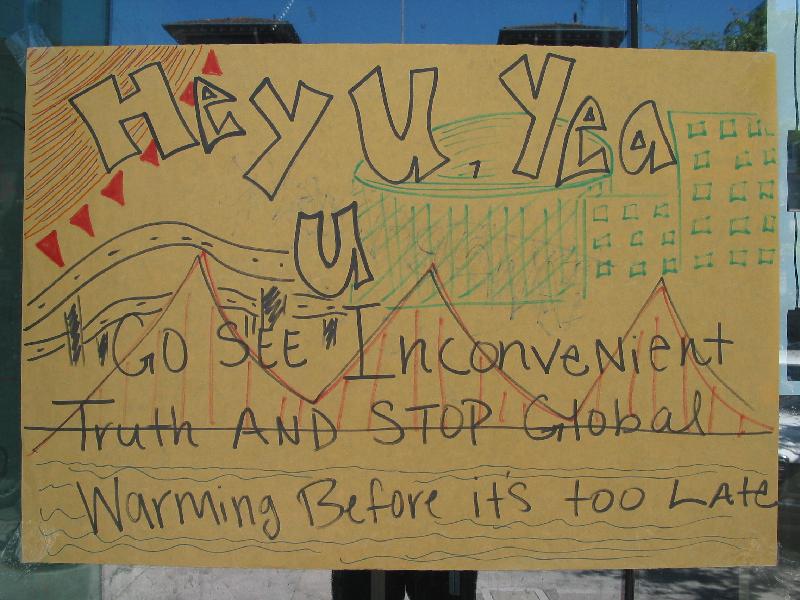 Hey U, Yea
U
GO SEE Inconvenient
Truth AND STOP Global
Warming Before it's too LAte